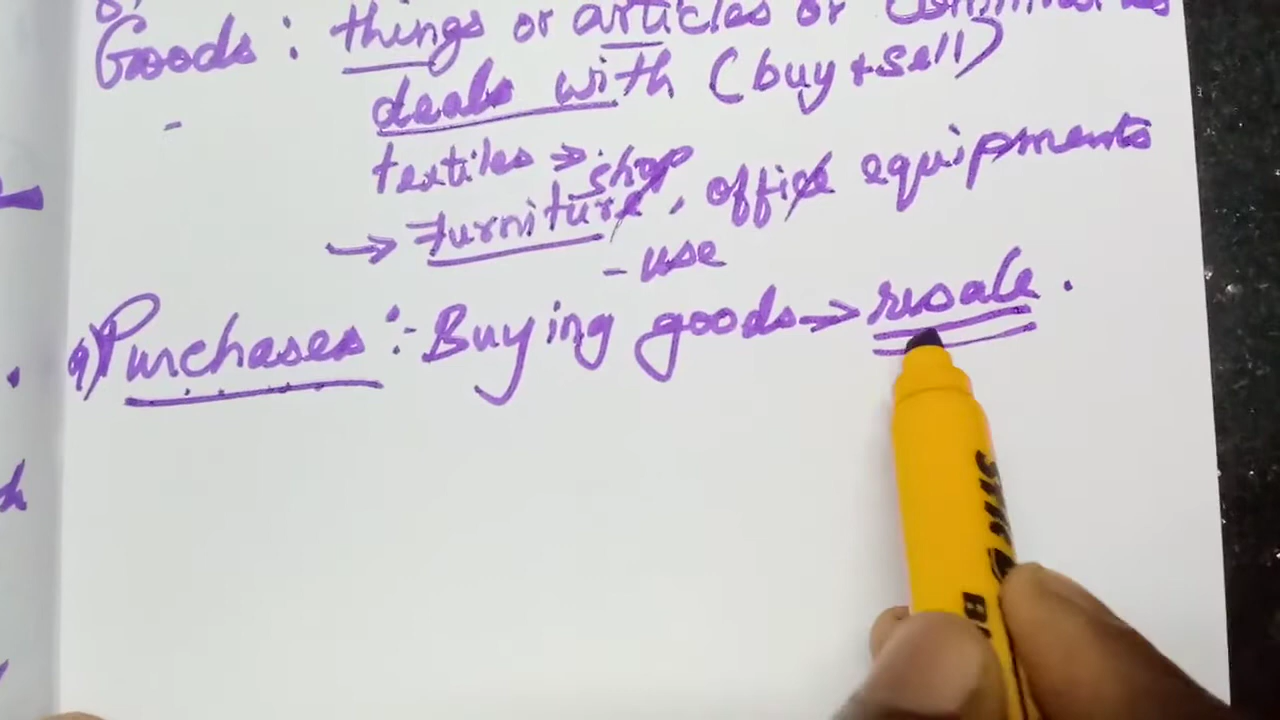 Goods : things or articles or
deals with (buy + sell)
textiles → shop
→ Furniture, office equipments
- use
9) Purchases :- Buying goods → resale.